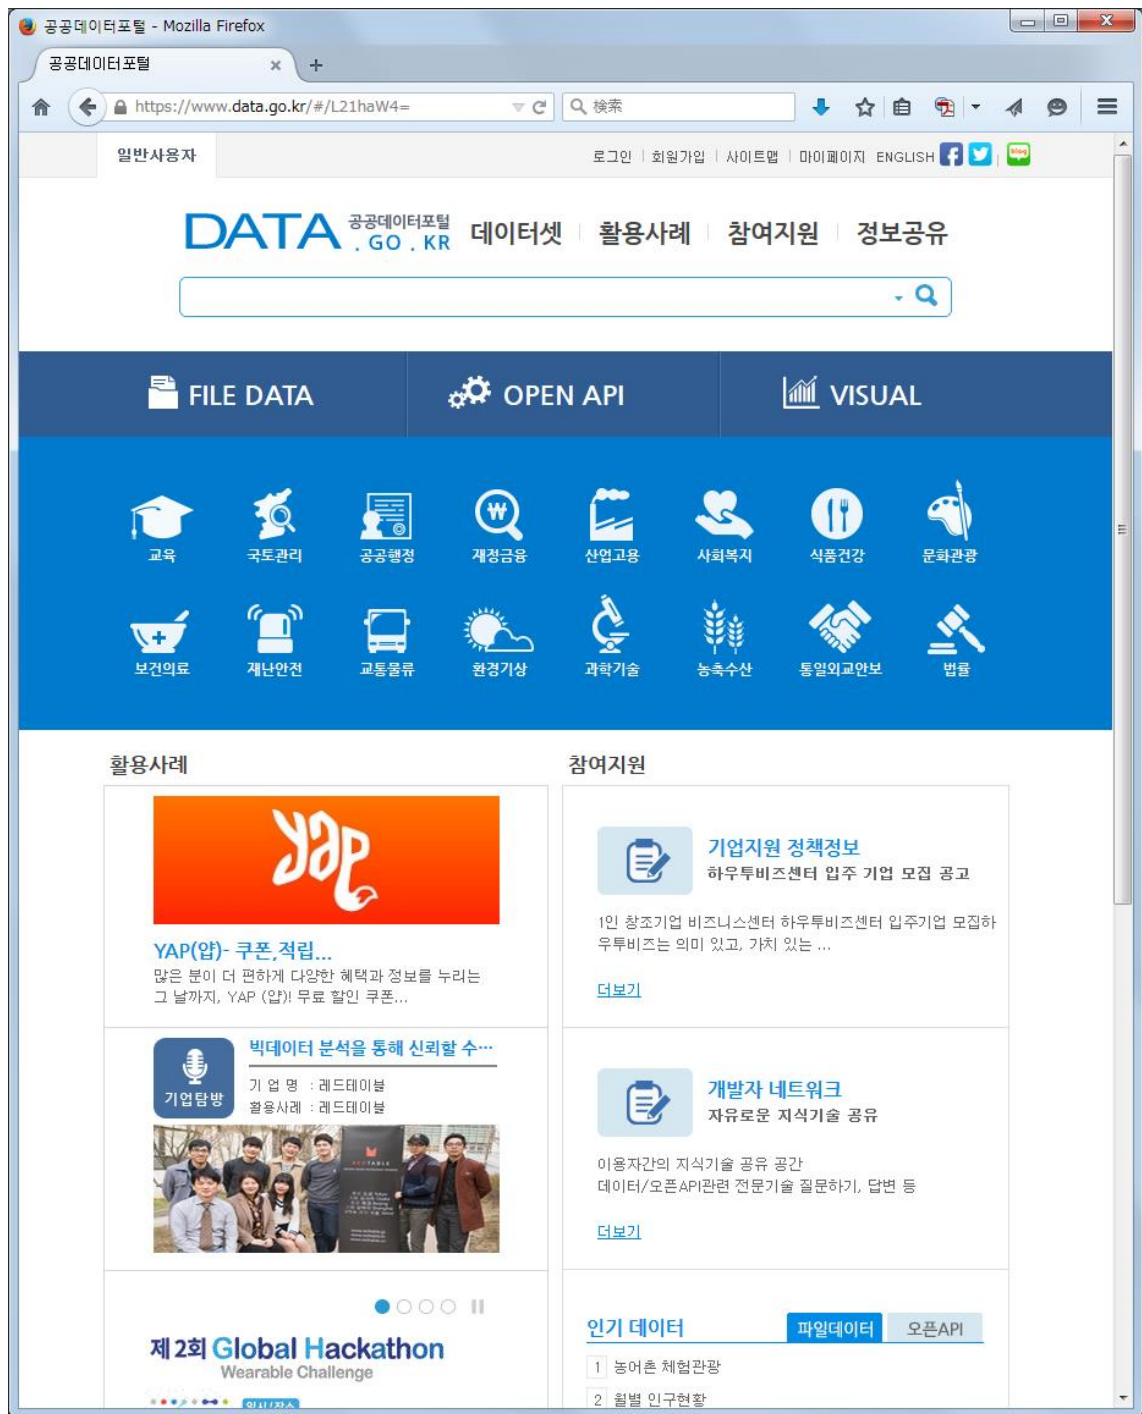 공공데이터포털 - Mozilla Firefox
공공데이터포털
https://www.data.go.kr/#/L21haW4=
検索
일반사용자
로그인 회원가입 사이트맵 마이페이지 ENGLISH
blog
DATA 공공데이터포털
. GO . KR
데이터셋 활용사례 참여지원 정보공유
FILE DATA OPEN API VISUAL
교육 국토관리 공공행정 재정금융 산업고용 사회복지 식품건강 문화관광
보건의료 재난안전 교통물류 환경기상 과학기술 농축수산 통일외교안보 법률
활용사례
yap
YAP(얍)- 쿠폰,적립...
많은 분이 더 편하게 다양한 혜택과 정보를 누리는
그 날까지, YAP (얍)! 무료 할인 쿠폰...
기업탐방
빅데이터 분석을 통해 신뢰할 수…
기 업 명 : 레드테이블
활용사례 : 레드테이블
REDTABLE
제 2회 Global Hackathon
Wearable Challenge
일시/장소
참여지원
기업지원 정책정보
하우투비즈센터 입주 기업 모집 공고
1인 창조기업 비즈니스센터 하우투비즈센터 입주기업 모집하
우투비즈는 의미 있고, 가치 있는 ...
더보기
개발자 네트워크
자유로운 지식기술 공유
이용자간의 지식기술 공유 공간
데이터/오픈API관련 전문기술 질문하기, 답변 등
더보기
인기 데이터 파일데이터 오픈API
1 농어촌 체험관광
2 월별 인구현황